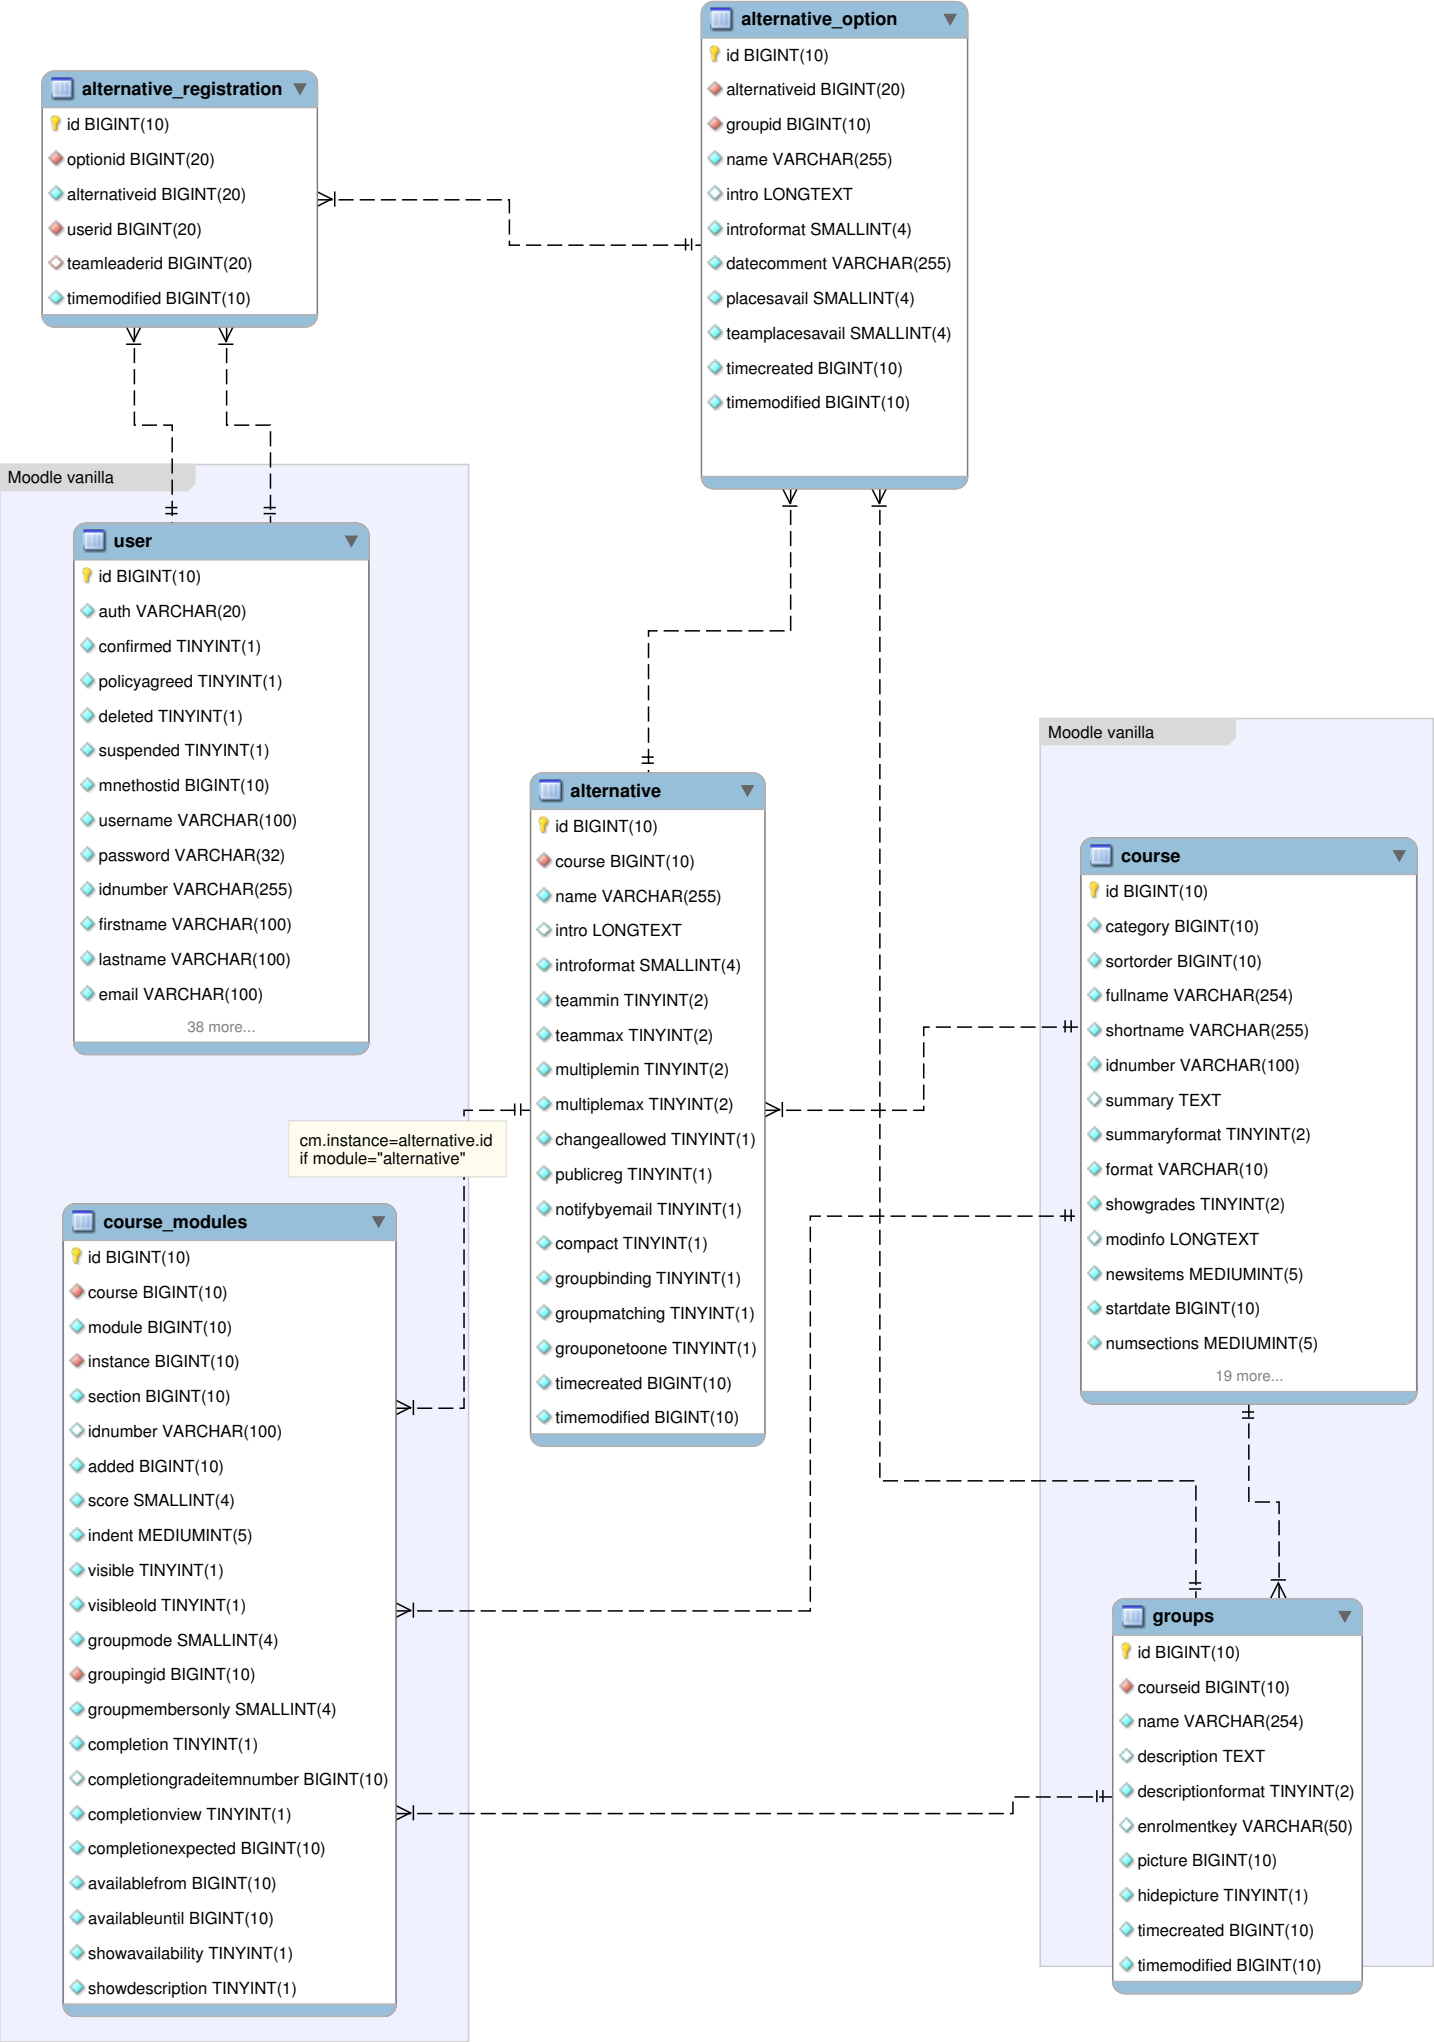 alternative_option
id BIGINT(10)
alternativeid BIGINT(20)
groupid BIGINT(10)
name VARCHAR(255)
intro LONGTEXT
introformat SMALLINT(4)
datecomment VARCHAR(255)
placesavail SMALLINT(4)
teamplacesavail SMALLINT(4)
timecreated BIGINT(10)
timemodified BIGINT(10)
alternative_registration
id BIGINT(10)
optionid BIGINT(20)
alternativeid BIGINT(20)
userid BIGINT(20)
teamleaderid BIGINT(20)
timemodified BIGINT(10)
Moodle vanilla
user
id BIGINT(10)
auth VARCHAR(20)
confirmed TINYINT(1)
policyagreed TINYINT(1)
deleted TINYINT(1)
suspended TINYINT(1)
mnethostid BIGINT(10)
username VARCHAR(100)
password VARCHAR(32)
idnumber VARCHAR(255)
firstname VARCHAR(100)
lastname VARCHAR(100)
email VARCHAR(100)
38 more...
alternative
id BIGINT(10)
course BIGINT(10)
name VARCHAR(255)
intro LONGTEXT
introformat SMALLINT(4)
teammin TINYINT(2)
teammax TINYINT(2)
multiplemin TINYINT(2)
multiplemax TINYINT(2)
changeallowed TINYINT(1)
publicreg TINYINT(1)
notifybyemail TINYINT(1)
compact TINYINT(1)
groupbinding TINYINT(1)
groupmatching TINYINT(1)
grouponetoone TINYINT(1)
timecreated BIGINT(10)
timemodified BIGINT(10)
Moodle vanilla
course
id BIGINT(10)
category BIGINT(10)
sortorder BIGINT(10)
fullname VARCHAR(254)
shortname VARCHAR(255)
idnumber VARCHAR(100)
summary TEXT
summaryformat TINYINT(2)
format VARCHAR(10)
showgrades TINYINT(2)
modinfo LONGTEXT
newsitems MEDIUMINT(5)
startdate BIGINT(10)
numsections MEDIUMINT(5)
19 more...
cm.instance=alternative.id
if module="alternative"
course_modules
id BIGINT(10)
course BIGINT(10)
module BIGINT(10)
instance BIGINT(10)
section BIGINT(10)
idnumber VARCHAR(100)
added BIGINT(10)
score SMALLINT(4)
indent MEDIUMINT(5)
visible TINYINT(1)
visibleold TINYINT(1)
groupmode SMALLINT(4)
groupingid BIGINT(10)
groupmembersonly SMALLINT(4)
completion TINYINT(1)
completiongradeitemnumber BIGINT(10)
completionview TINYINT(1)
completionexpected BIGINT(10)
availablefrom BIGINT(10)
availableuntil BIGINT(10)
showavailability TINYINT(1)
showdescription TINYINT(1)
groups
id BIGINT(10)
courseid BIGINT(10)
name VARCHAR(254)
description TEXT
descriptionformat TINYINT(2)
enrolmentkey VARCHAR(50)
picture BIGINT(10)
hidepicture TINYINT(1)
timecreated BIGINT(10)
timemodified BIGINT(10)